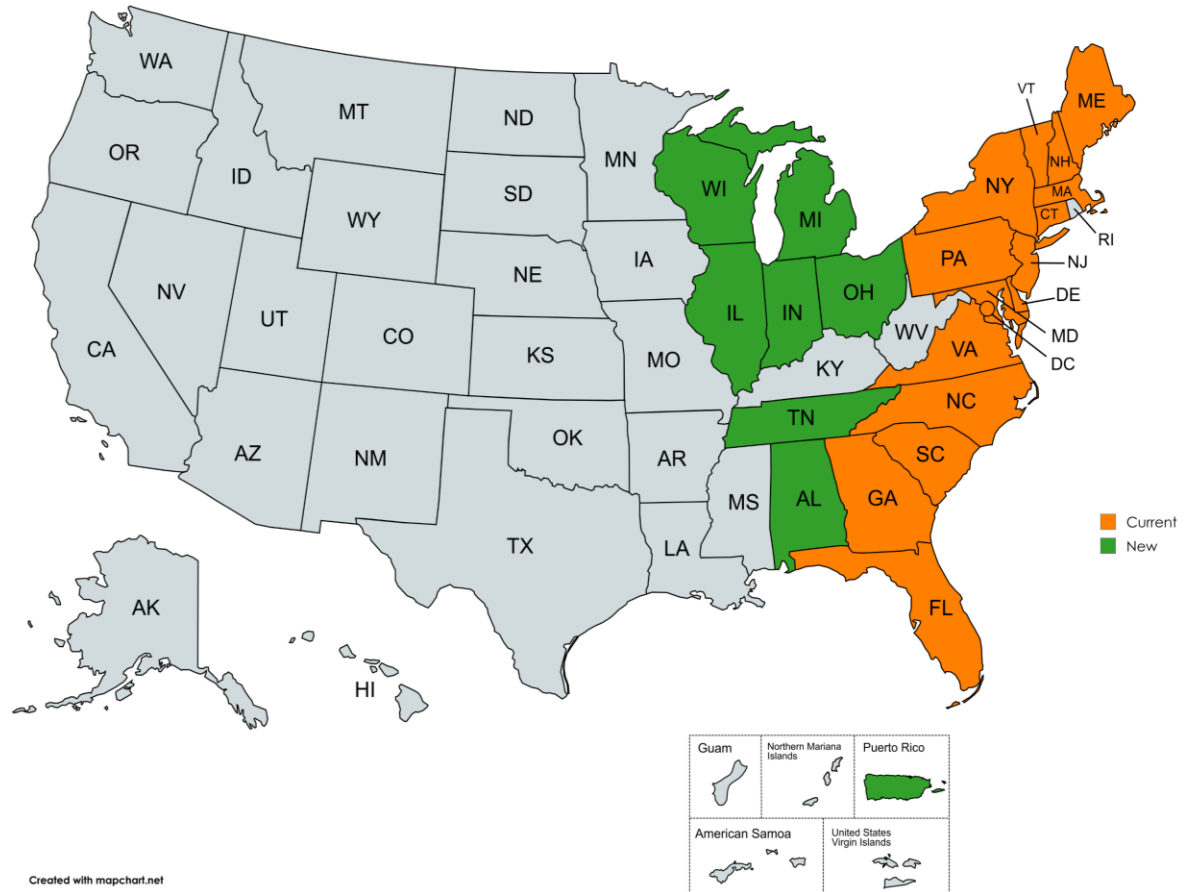 WA
MT
ND
MN
OR
ID
SD
WY
WI
MI
VT
ME
NH
NY
MA
CT
RI
PA
NJ
IA
NE
NV
UT
CO
IL
IN
OH
DE
WV
MD
DC
CA
KS
MO
KY
VA
NC
TN
AZ
NM
OK
AR
SC
MS
AL
GA
TX
LA
Current
New
FL
AK
HI
Guam
Northern Mariana
Islands
Puerto Rico
American Samoa
United States
Virgin Islands
Created with mapchart.net